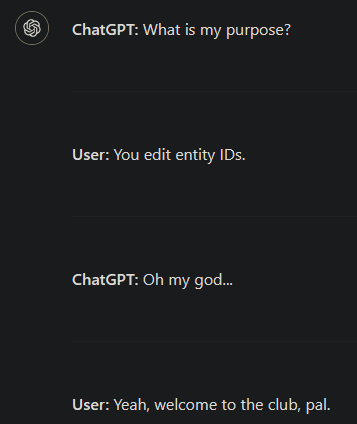 ChatGPT: What is my purpose?
User: You edit entity IDs.
ChatGPT: Oh my god...
User: Yeah, welcome to the club, pal.